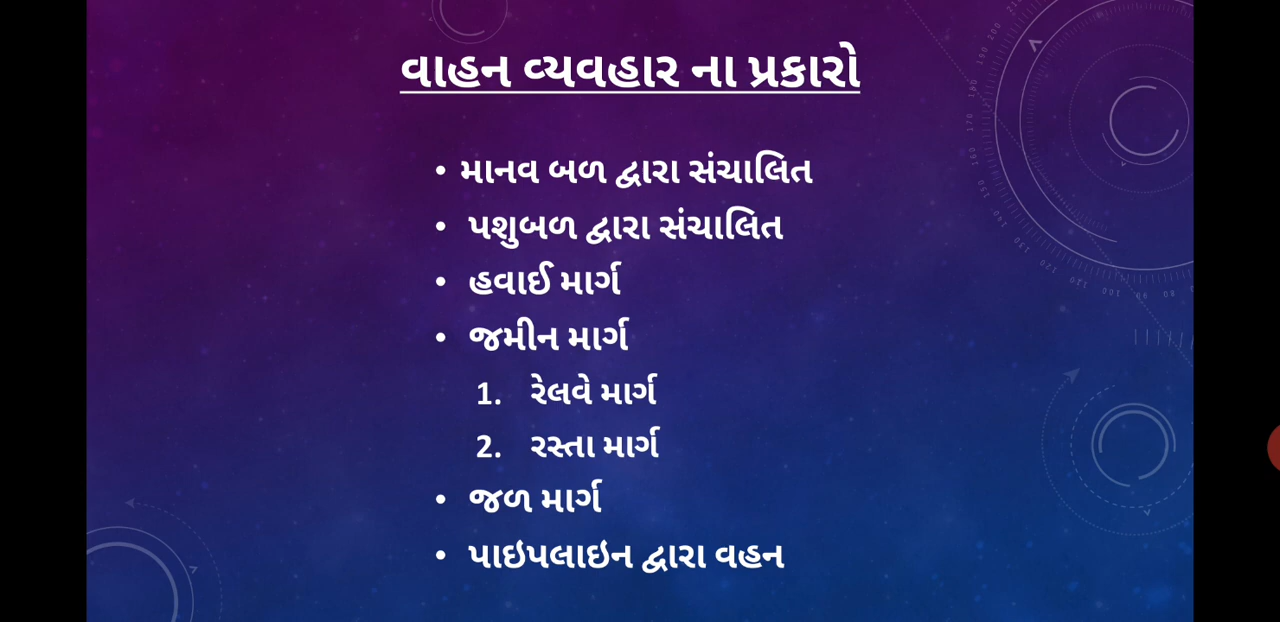 વાહન વ્યવહાર ના પ્રકારો
• માનવ બળ દ્વારા સંચાલિત
• પશુબળ દ્વારા સંચાલિત
• હવાઈ માર્ગ
• જમીન માર્ગ
1. રેલવે માર્ગ
2. રસ્તા માર્ગ
• જળ માર્ગ
• પાઇપલાઇન દ્વારા વહન